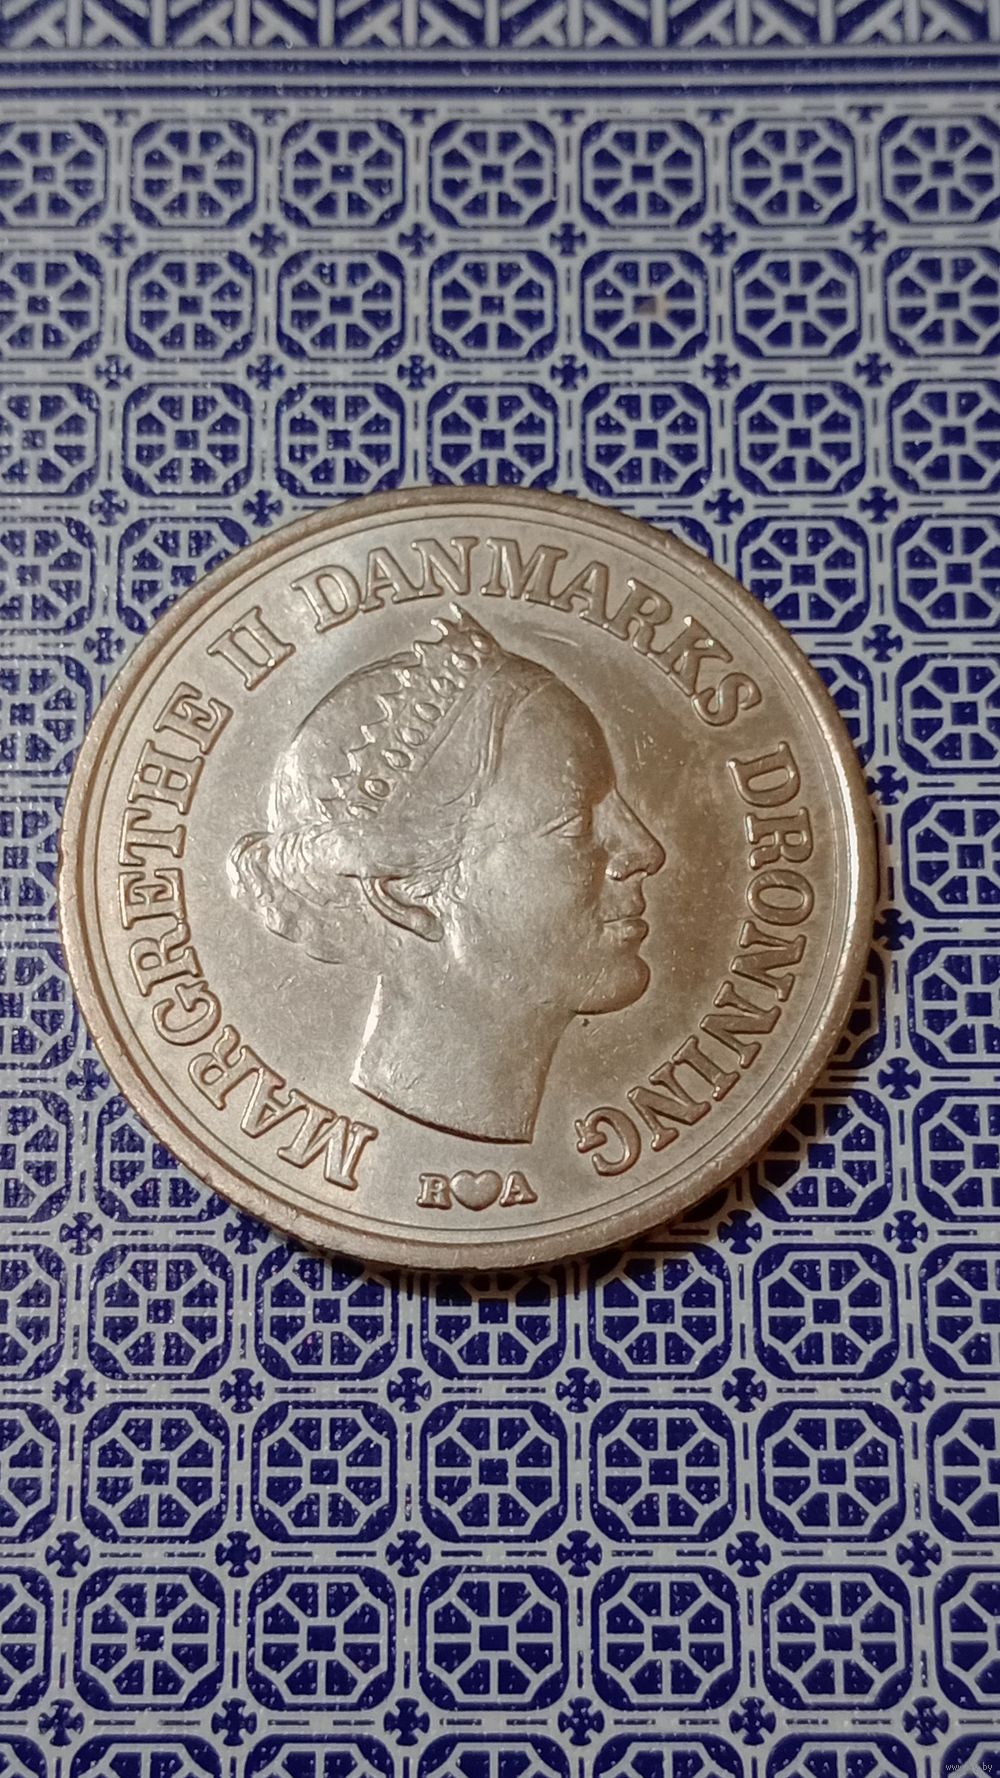 MARGRETHE II DANMARKS DRONNING
R♥A